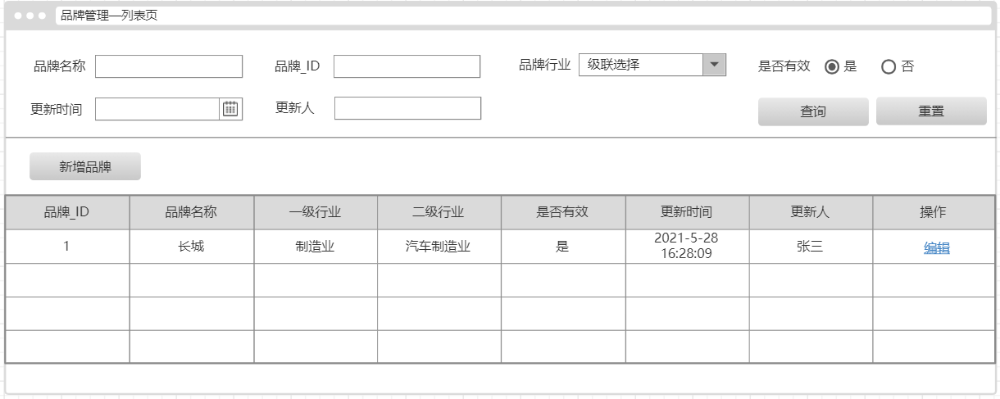 品牌管理—列表页
品牌名称 品牌_ID 品牌行业 级联选择 是否有效 是 否
更新时间 更新人 查询 重置
新增品牌
品牌_ID 品牌名称 一级行业 二级行业 是否有效 更新时间 更新人 操作
1 长城 制造业 汽车制造业 是 2021-5-28 张三 编辑
16:28:09